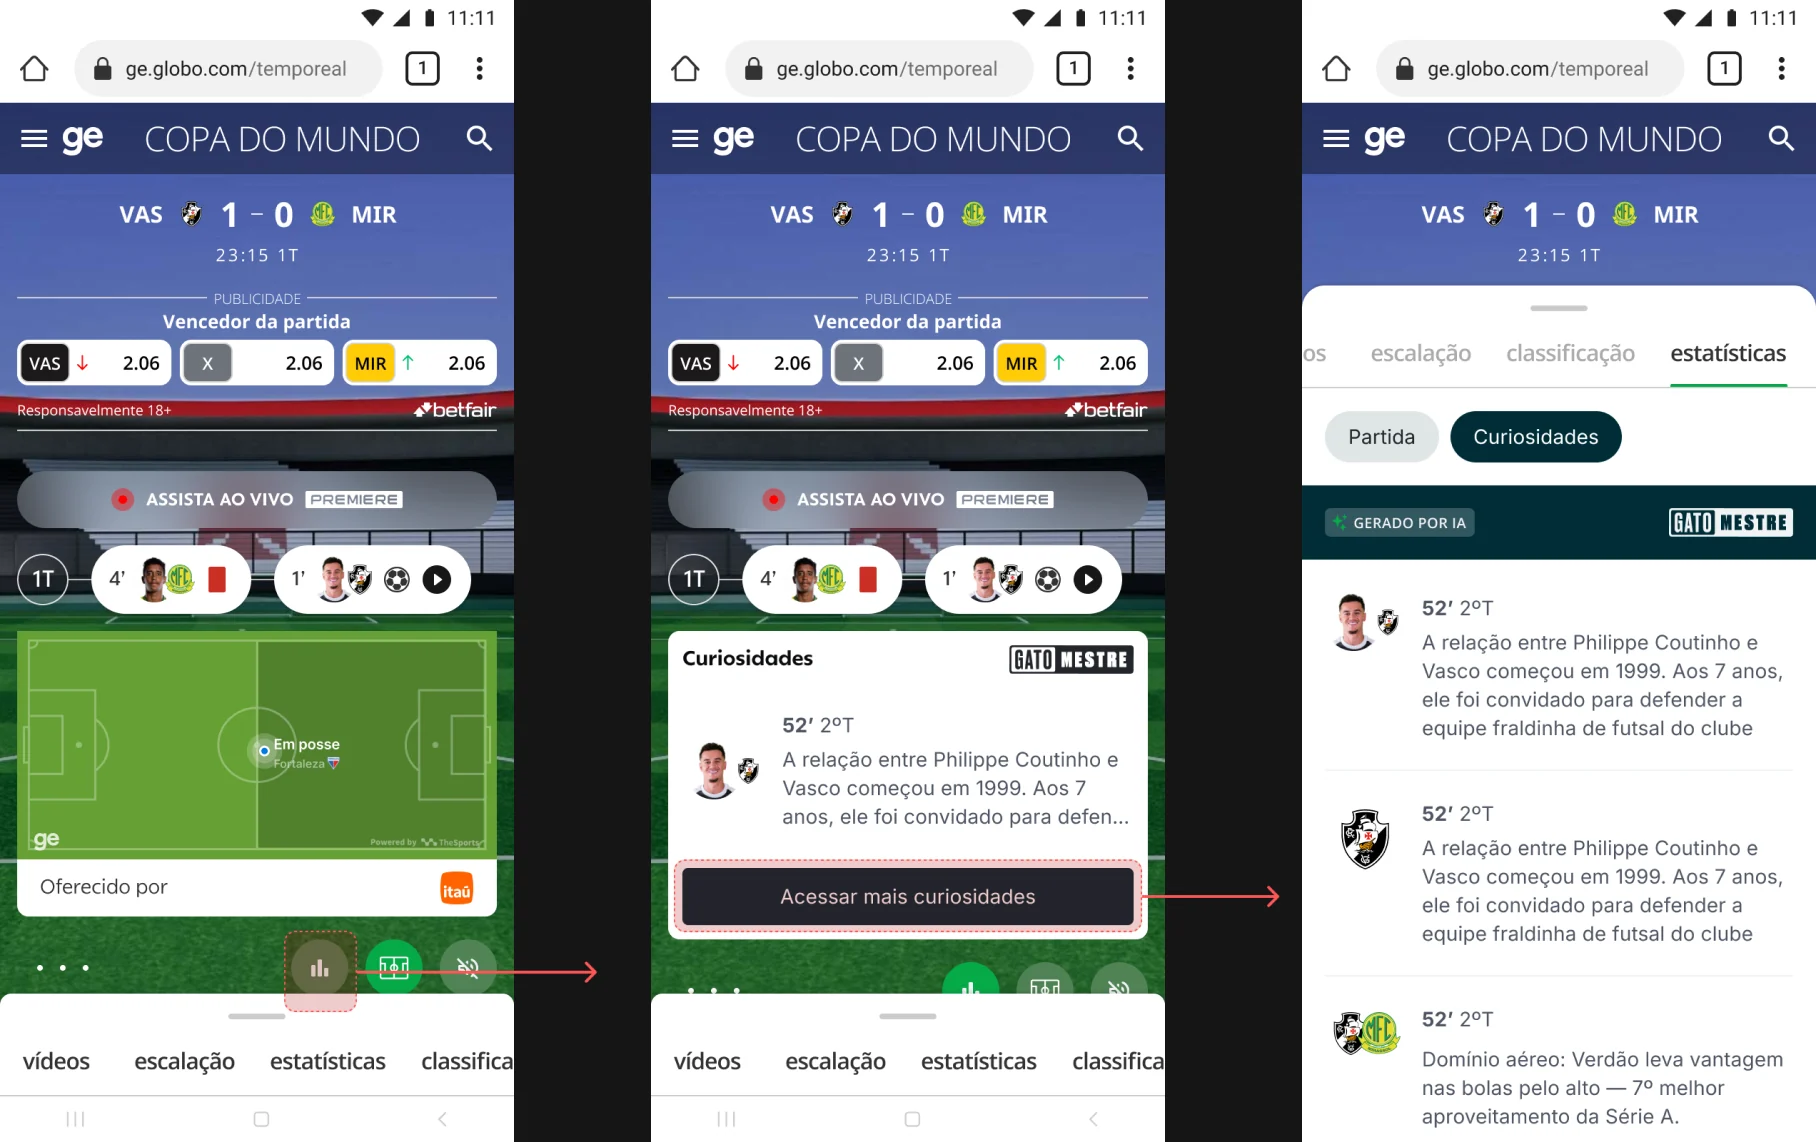 11:11
ge.globo.com/temporeal
1
ge
COPA DO MUNDO
VAS 1 – 0 MIR
23:15 1T
PUBLICIDADE
Vencedor da partida
VAS 2.06
X 2.06
MIR 2.06
Responsavelmente 18+
betfair
ASSISTA AO VIVO PREMIERE
1T
4’
1’
Em posse
Fortaleza
ge
Powered by TheSports
Oferecido por
itaú
vídeos escalação estatísticas classifica
11:11
ge.globo.com/temporeal
1
ge
COPA DO MUNDO
VAS 1 – 0 MIR
23:15 1T
PUBLICIDADE
Vencedor da partida
VAS 2.06
X 2.06
MIR 2.06
Responsavelmente 18+
betfair
ASSISTA AO VIVO PREMIERE
1T
4’
1’
Curiosidades
GATO MESTRE
52’ 2ºT
A relação entre Philippe Coutinho e
Vasco começou em 1999. Aos 7
anos, ele foi convidado para defen...
Acessar mais curiosidades
vídeos escalação estatísticas classifica
11:11
ge.globo.com/temporeal
1
ge
COPA DO MUNDO
VAS 1 – 0 MIR
23:15 1T
os escalação classificação estatísticas
Partida
Curiosidades
GERADO POR IA
GATO MESTRE
52’ 2ºT
A relação entre Philippe Coutinho e
Vasco começou em 1999. Aos 7 anos,
ele foi convidado para defender a
equipe fraldinha de futsal do clube
52’ 2ºT
A relação entre Philippe Coutinho e
Vasco começou em 1999. Aos 7 anos,
ele foi convidado para defender a
equipe fraldinha de futsal do clube
MFC
52’ 2ºT
Domínio aéreo: Verdão leva vantagem
nas bolas pelo alto — 7º melhor
aproveitamento da Série A.